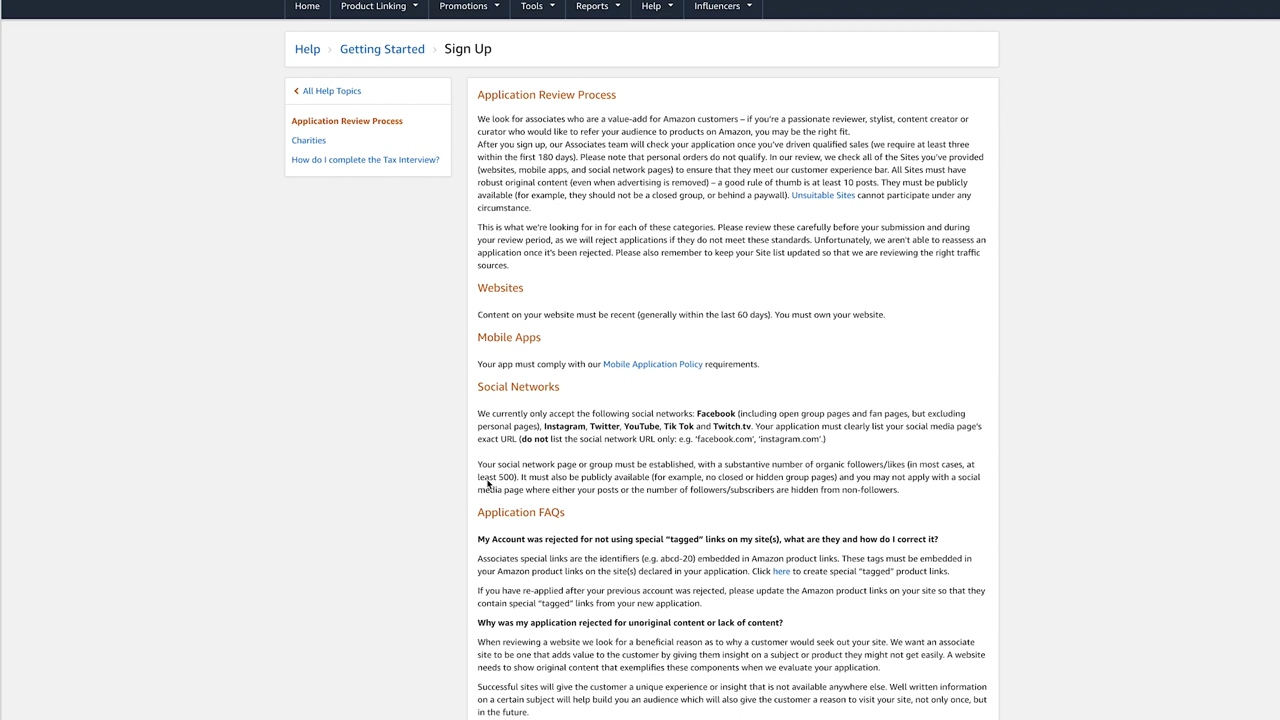 Home Product Linking Promotions Tools Reports Help Influencers
Help › Getting Started › Sign Up
All Help Topics
Application Review Process
Charities
How do I complete the Tax Interview?
Application Review Process
We look for associates who are a value-add for Amazon customers – if you're a passionate reviewer, stylist, content creator or
curator who would like to refer your audience to products on Amazon, you may be the right fit.
After you sign up, our Associates team will check your application once you've driven qualified sales (we require at least three
within the first 180 days). Please note that personal orders do not qualify. In our review, we check all of the Sites you've provided
(websites, mobile apps, and social network pages) to ensure that they meet our customer experience bar. All Sites must have
robust original content (even when advertising is removed) – a good rule of thumb is at least 10 posts. They must be publicly
available (for example, they should not be a closed group, or behind a paywall). Unsuitable Sites cannot participate under any
circumstance.
This is what we're looking for in for each of these categories. Please review these carefully before your submission and during
your review period, as we will reject applications if they do not meet these standards. Unfortunately, we aren't able to reassess an
application once it's been rejected. Please also remember to keep your Site list updated so that we are reviewing the right traffic
sources.
Websites
Content on your website must be recent (generally within the last 60 days). You must own your website.
Mobile Apps
Your app must comply with our Mobile Application Policy requirements.
Social Networks
We currently only accept the following social networks: Facebook (including open group pages and fan pages, but excluding
personal pages), Instagram, Twitter, YouTube, Tik Tok and Twitch.tv. Your application must clearly list your social media page's
exact URL (do not list the social network URL only: e.g. 'facebook.com', 'instagram.com'.)
Your social network page or group must be established, with a substantive number of organic followers/likes (in most cases, at
least 500). It must also be publicly available (for example, no closed or hidden group pages) and you may not apply with a social
media page where either your posts or the number of followers/subscribers are hidden from non-followers.
Application FAQs
My Account was rejected for not using special “tagged” links on my site(s), what are they and how do I correct it?
Associates special links are the identifiers (e.g. abcd-20) embedded in Amazon product links. These tags must be embedded in
your Amazon product links on the site(s) declared in your application. Click here to create special “tagged” product links.
If you have re-applied after your previous account was rejected, please update the Amazon product links on your site so that they
contain special “tagged” links from your new application.
Why was my application rejected for unoriginal content or lack of content?
When reviewing a website we look for a beneficial reason as to why a customer would seek out your site. We want an associate
site to be one that adds value to the customer by giving them insight on a subject or product they might not get easily. A website
needs to show original content that exemplifies these components when we evaluate your application.
Successful sites will give the customer a unique experience or insight that is not available anywhere else. Well written information
on a certain subject will help build you an audience which will also give the customer a reason to visit your site, not only once, but
in the future.